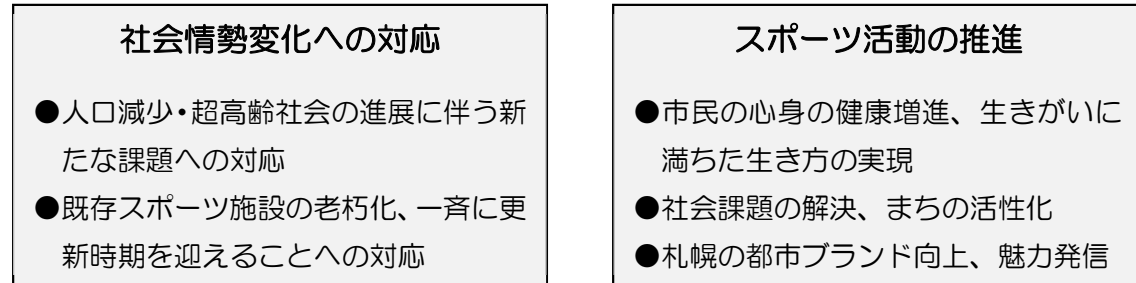 社会情勢変化への対応
●人口減少・超高齢社会の進展に伴う新
たな課題への対応
●既存スポーツ施設の老朽化、一斉に更
新時期を迎えることへの対応
スポーツ活動の推進
●市民の心身の健康増進、生きがいに
満ちた生き方の実現
●社会課題の解決、まちの活性化
●札幌の都市ブランド向上、魅力発信